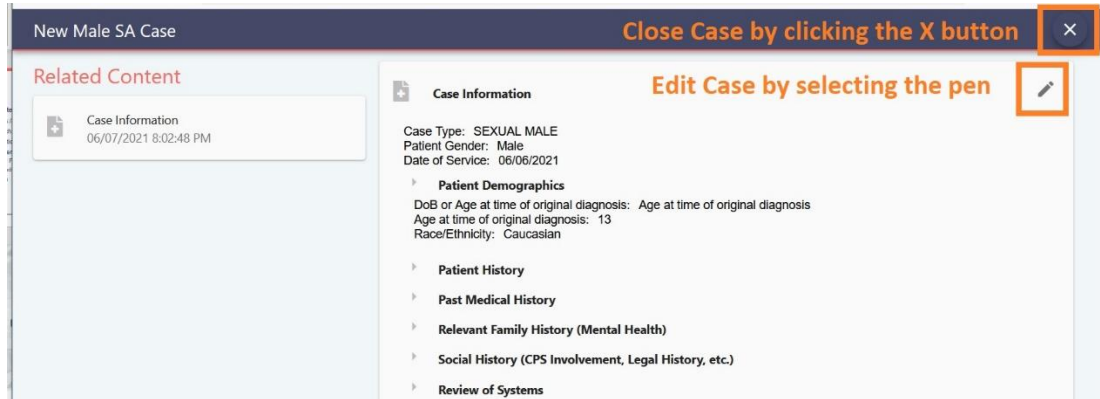 New Male SA Case
Close Case by clicking the X button
Related Content
Case Information
06/07/2021 8:02:48 PM
Case Information
Edit Case by selecting the pen
Case Type: SEXUAL MALE
Patient Gender: Male
Date of Service: 06/06/2021
Patient Demographics
DoB or Age at time of original diagnosis: Age at time of original diagnosis
Age at time of original diagnosis: 13
Race/Ethnicity: Caucasian
Patient History
Past Medical History
Relevant Family History (Mental Health)
Social History (CPS Involvement, Legal History, etc.)
Review of Systems